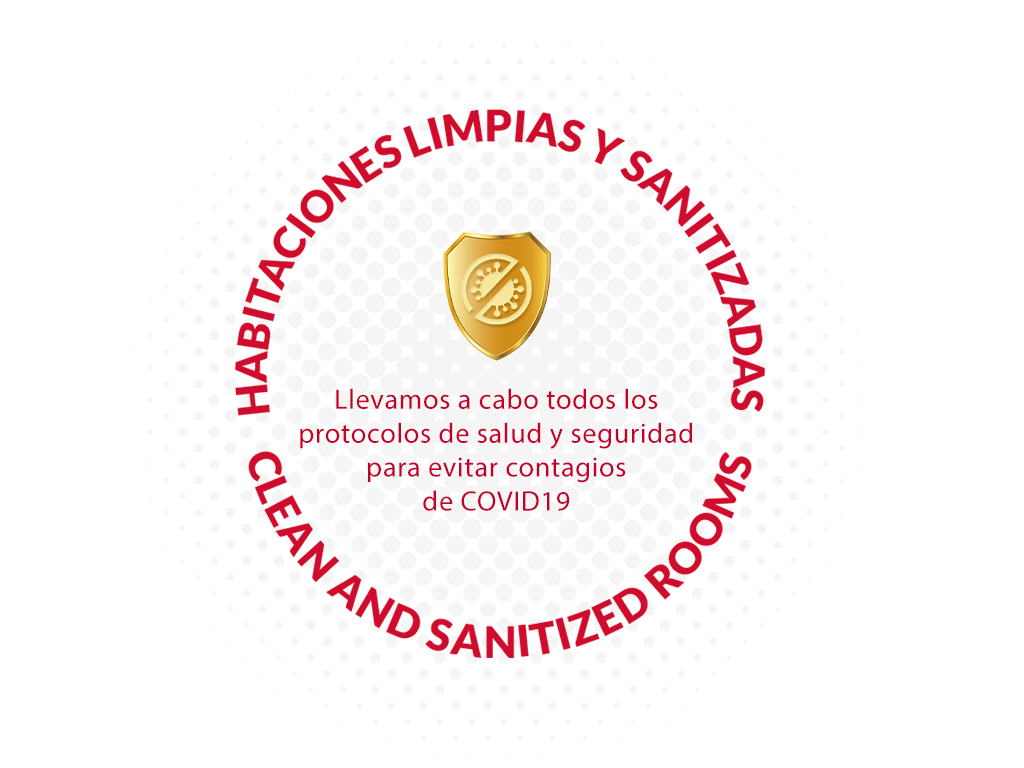 HABITACIONES LIMPIAS Y SANITIZADAS
Llevamos a cabo todos los
protocolos de salud y seguridad
para evitar contagios
de COVID19
CLEAN AND SANITIZED ROOMS